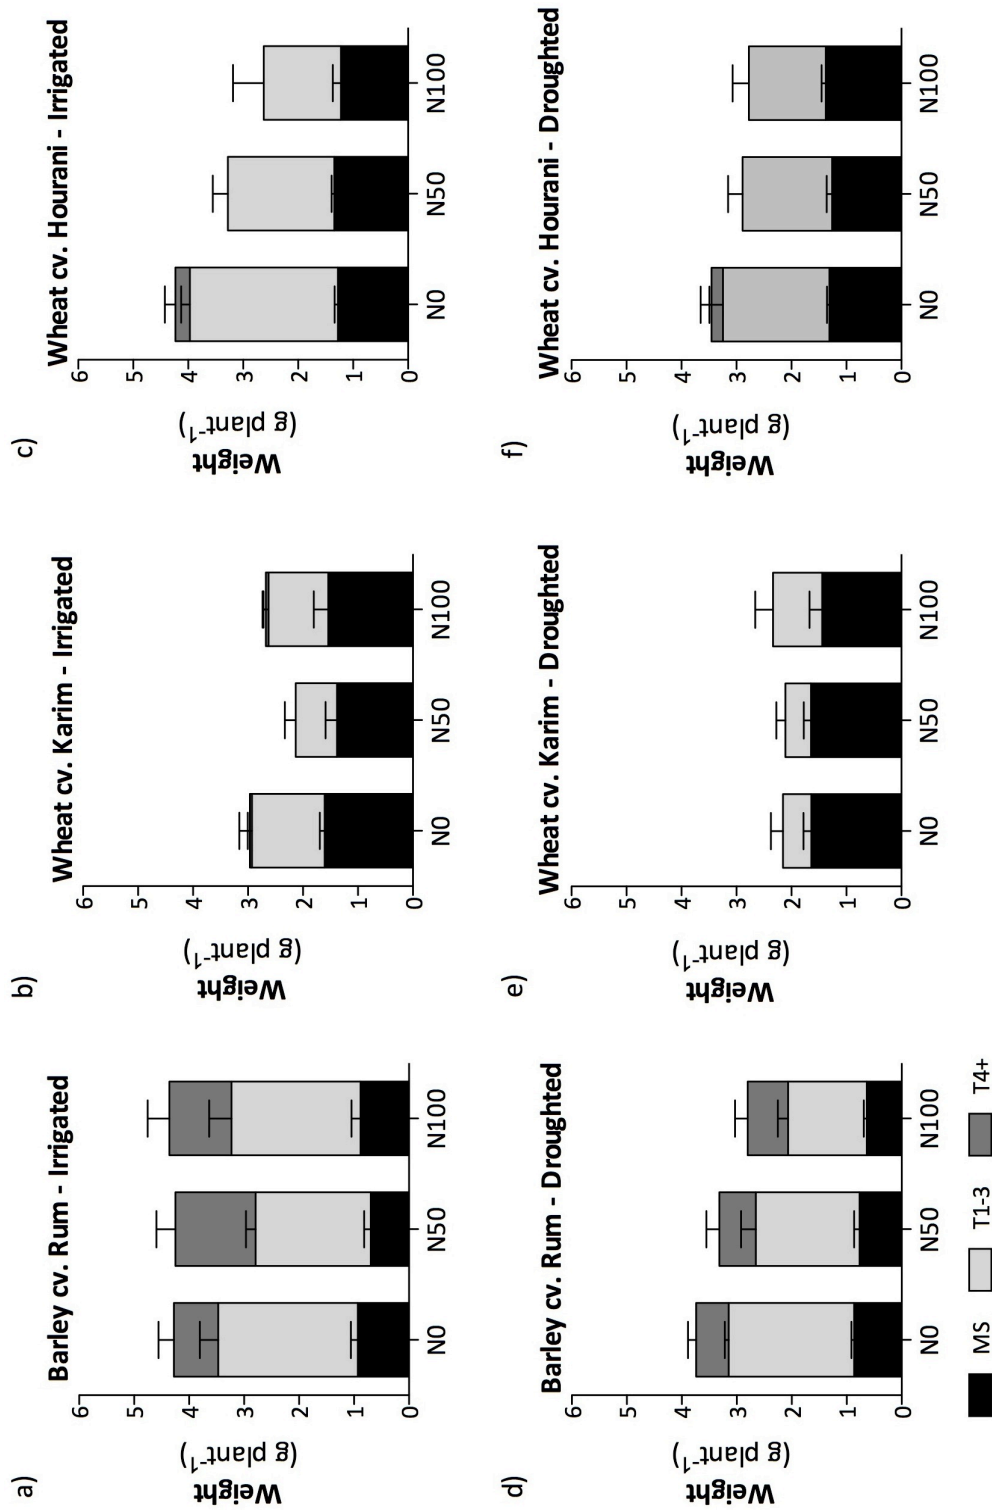 a)
Barley cv. Rum - Irrigated
Weight
(g plant⁻¹)
6
5
4
3
2
1
0
N0 N50 N100
b)
Wheat cv. Karim - Irrigated
Weight
(g plant⁻¹)
6
5
4
3
2
1
0
N0 N50 N100
c)
Wheat cv. Hourani - Irrigated
Weight
(g plant⁻¹)
6
5
4
3
2
1
0
N0 N50 N100
d)
Barley cv. Rum - Droughted
Weight
(g plant⁻¹)
6
5
4
3
2
1
0
N0 N50 N100
e)
Wheat cv. Karim - Droughted
Weight
(g plant⁻¹)
6
5
4
3
2
1
0
N0 N50 N100
f)
Wheat cv. Hourani - Droughted
Weight
(g plant⁻¹)
6
5
4
3
2
1
0
N0 N50 N100
MS T1-3 T4+